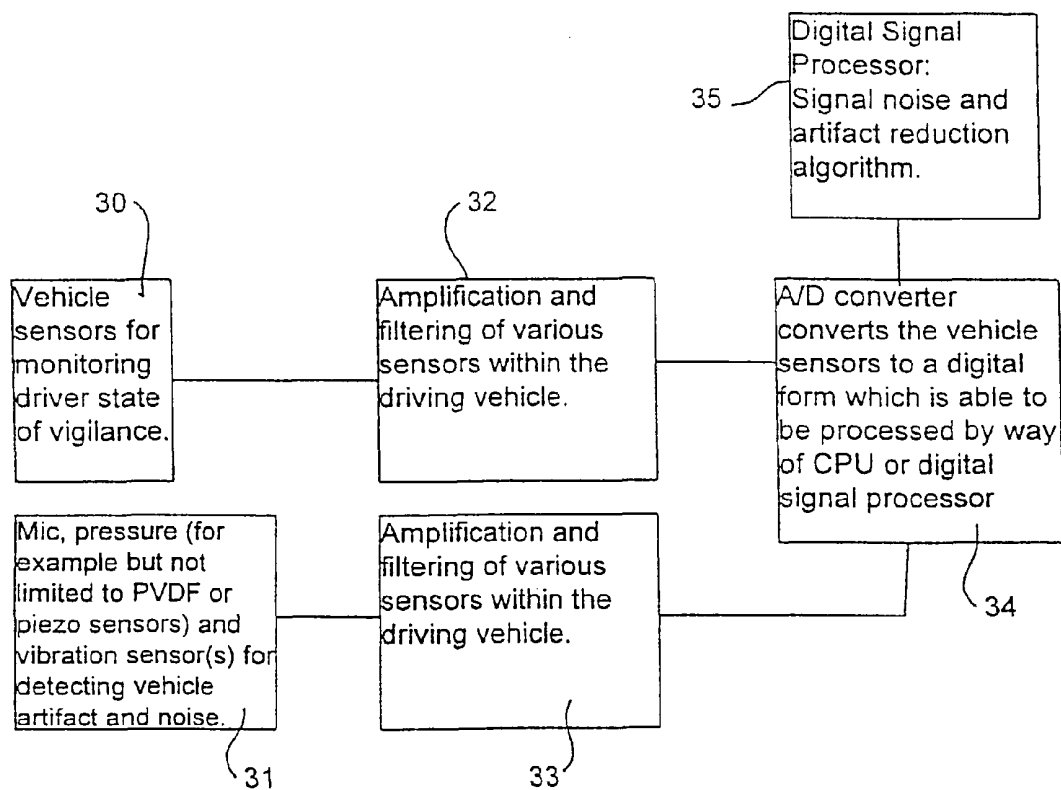 Digital Signal
Processor:
Signal noise and
artifact reduction
algorithm.
35
30
32
Vehicle
sensors for
monitoring
driver state
of vigilance.
Amplification and
filtering of various
sensors within the
driving vehicle.
A/D converter
converts the vehicle
sensors to a digital
form which is able to
be processed by way
of CPU or digital
signal processor
34
Mic, pressure (for
example but not
limited to PVDF or
piezo sensors) and
vibration sensor(s) for
detecting vehicle
artifact and noise.
31
Amplification and
filtering of various
sensors within the
driving vehicle.
33